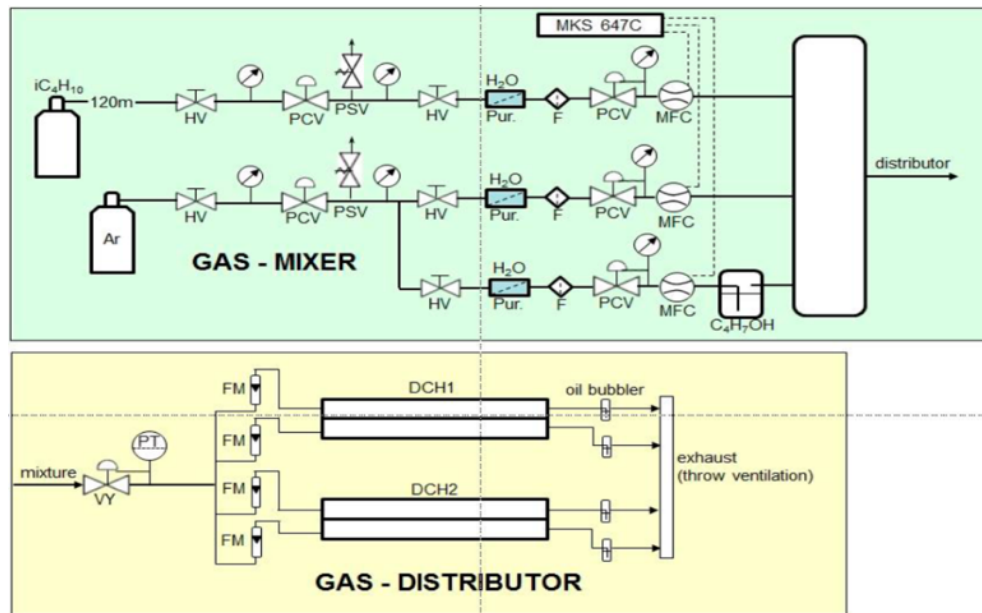 MKS 647C
iC₄H₁₀
120m
HV
PCV
PSV
HV
H₂O
Pur.
F
PCV
MFC
distributor
Ar
HV
PCV
PSV
HV
H₂O
Pur.
F
PCV
MFC
GAS - MIXER
HV
H₂O
Pur.
F
PCV
MFC
C₄H₇OH
FM
DCH1
oil bubbler
FM
PT
mixture
VY
exhaust
(throw ventilation)
FM
DCH2
FM
GAS - DISTRIBUTOR